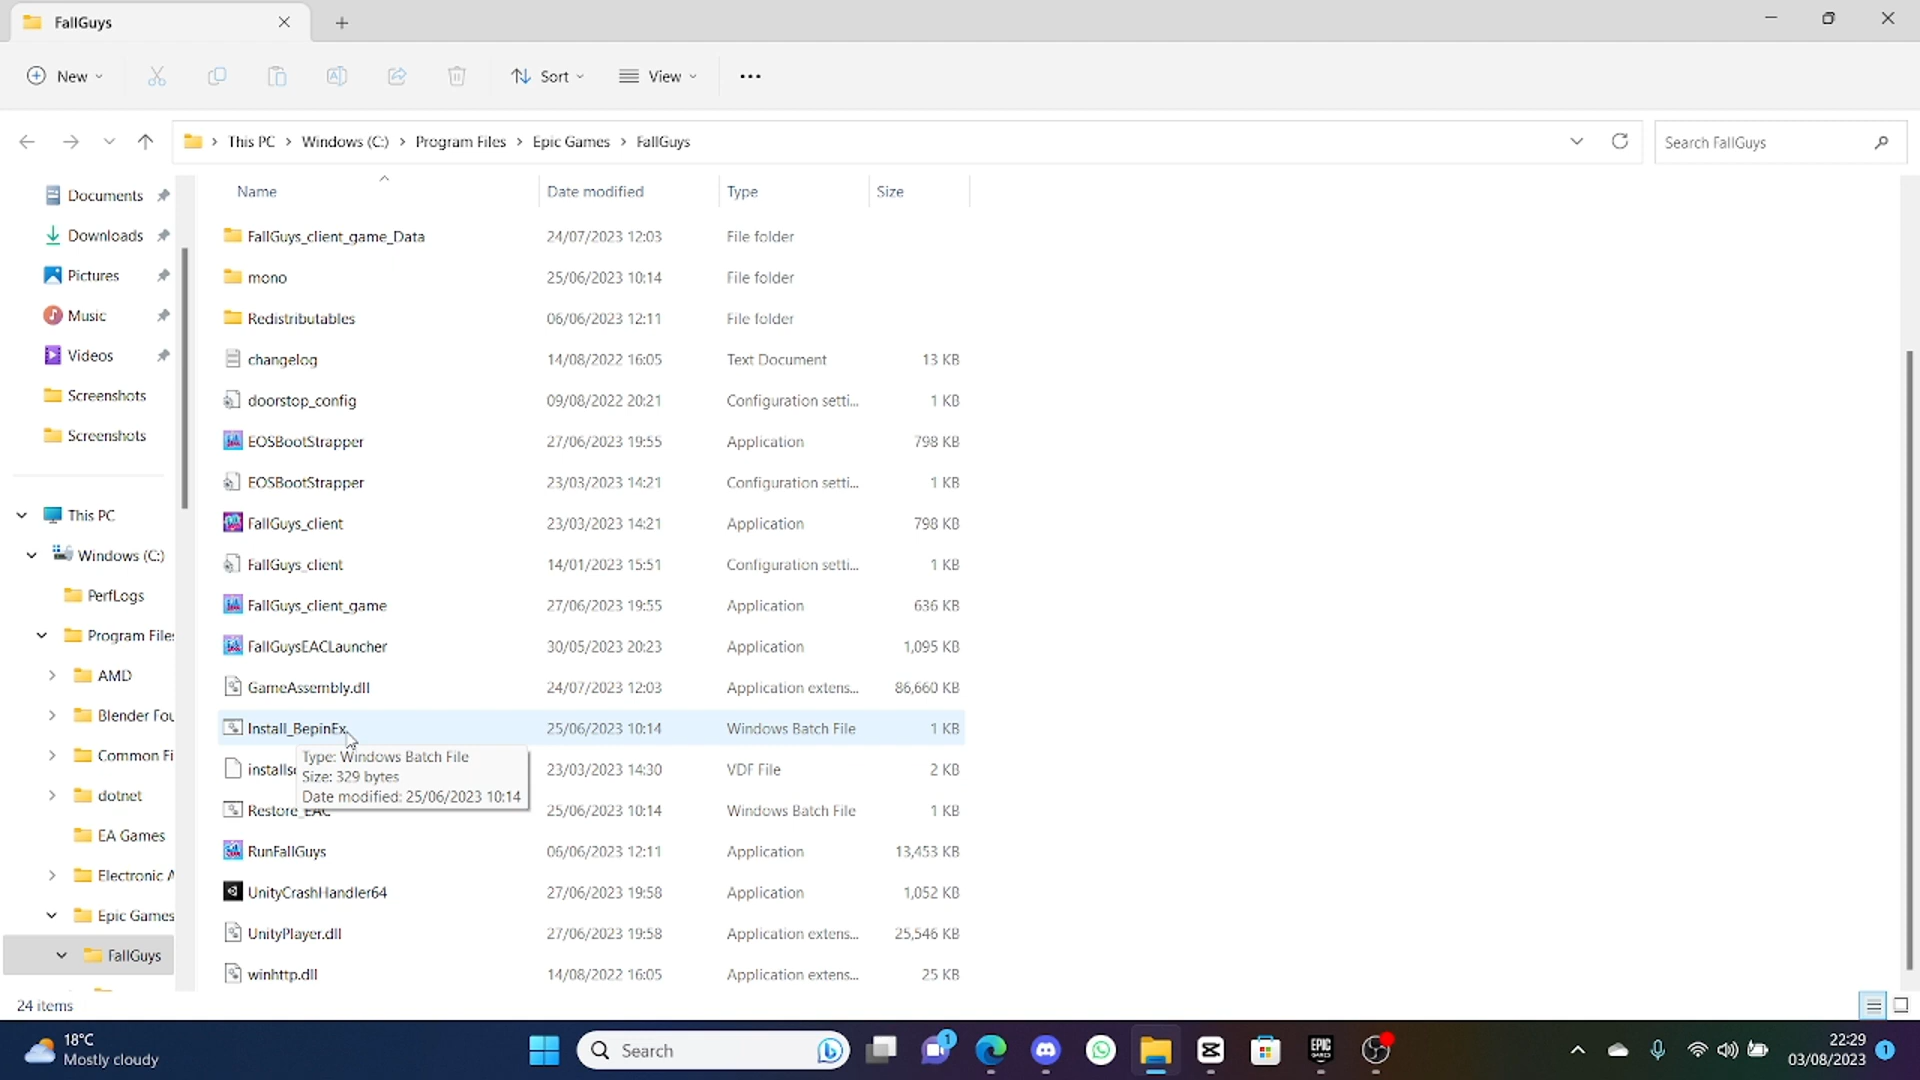 FallGuys
New
Sort
View
This PC > Windows (C:) > Program Files > Epic Games > FallGuys
Search FallGuys
Name Date modified Type Size
FallGuys_client_game_Data 24/07/2023 12:03 File folder
mono 25/06/2023 10:14 File folder
Redistributables 06/06/2023 12:11 File folder
changelog 14/08/2022 16:05 Text Document 13 KB
doorstop_config 09/08/2022 20:21 Configuration setti... 1 KB
EOSBootStrapper 27/06/2023 19:55 Application 798 KB
EOSBootStrapper 23/03/2023 14:21 Configuration setti... 1 KB
FallGuys_client 23/03/2023 14:21 Application 798 KB
FallGuys_client 14/01/2023 15:51 Configuration setti... 1 KB
FallGuys_client_game 27/06/2023 19:55 Application 636 KB
FallGuysEACLauncher 30/05/2023 20:23 Application 1,095 KB
GameAssembly.dll 24/07/2023 12:03 Application extens... 86,660 KB
Install_BepinEx 25/06/2023 10:14 Windows Batch File 1 KB
Type: Windows Batch File
Size: 329 bytes
Date modified: 25/06/2023 10:14
23/03/2023 14:30 VDF File 2 KB
Restore_EAC 25/06/2023 10:14 Windows Batch File 1 KB
RunFallGuys 06/06/2023 12:11 Application 13,453 KB
UnityCrashHandler64 27/06/2023 19:58 Application 1,052 KB
UnityPlayer.dll 27/06/2023 19:58 Application extens... 25,546 KB
winhttp.dll 14/08/2022 16:05 Application extens... 25 KB
Documents
Downloads
Pictures
Music
Videos
Screenshots
Screenshots
This PC
Windows (C:)
PerfLogs
Program Files
AMD
Blender Fou
Common Fi
dotnet
EA Games
Electronic A
Epic Games
FallGuys
24 items
18°C
Mostly cloudy
Search
1
EPIC
GAMES
22:29
03/08/2023
1